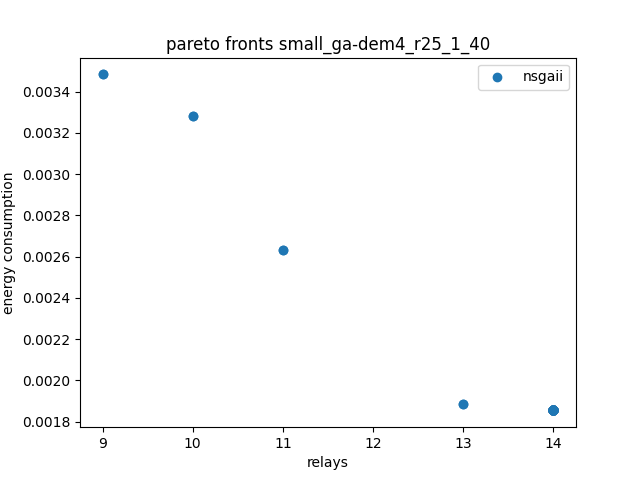 pareto fronts small_ga-dem4_r25_1_40
nsgaii
energy consumption
0.0034
0.0032
0.0030
0.0028
0.0026
0.0024
0.0022
0.0020
0.0018
9 10 11 12 13 14
relays